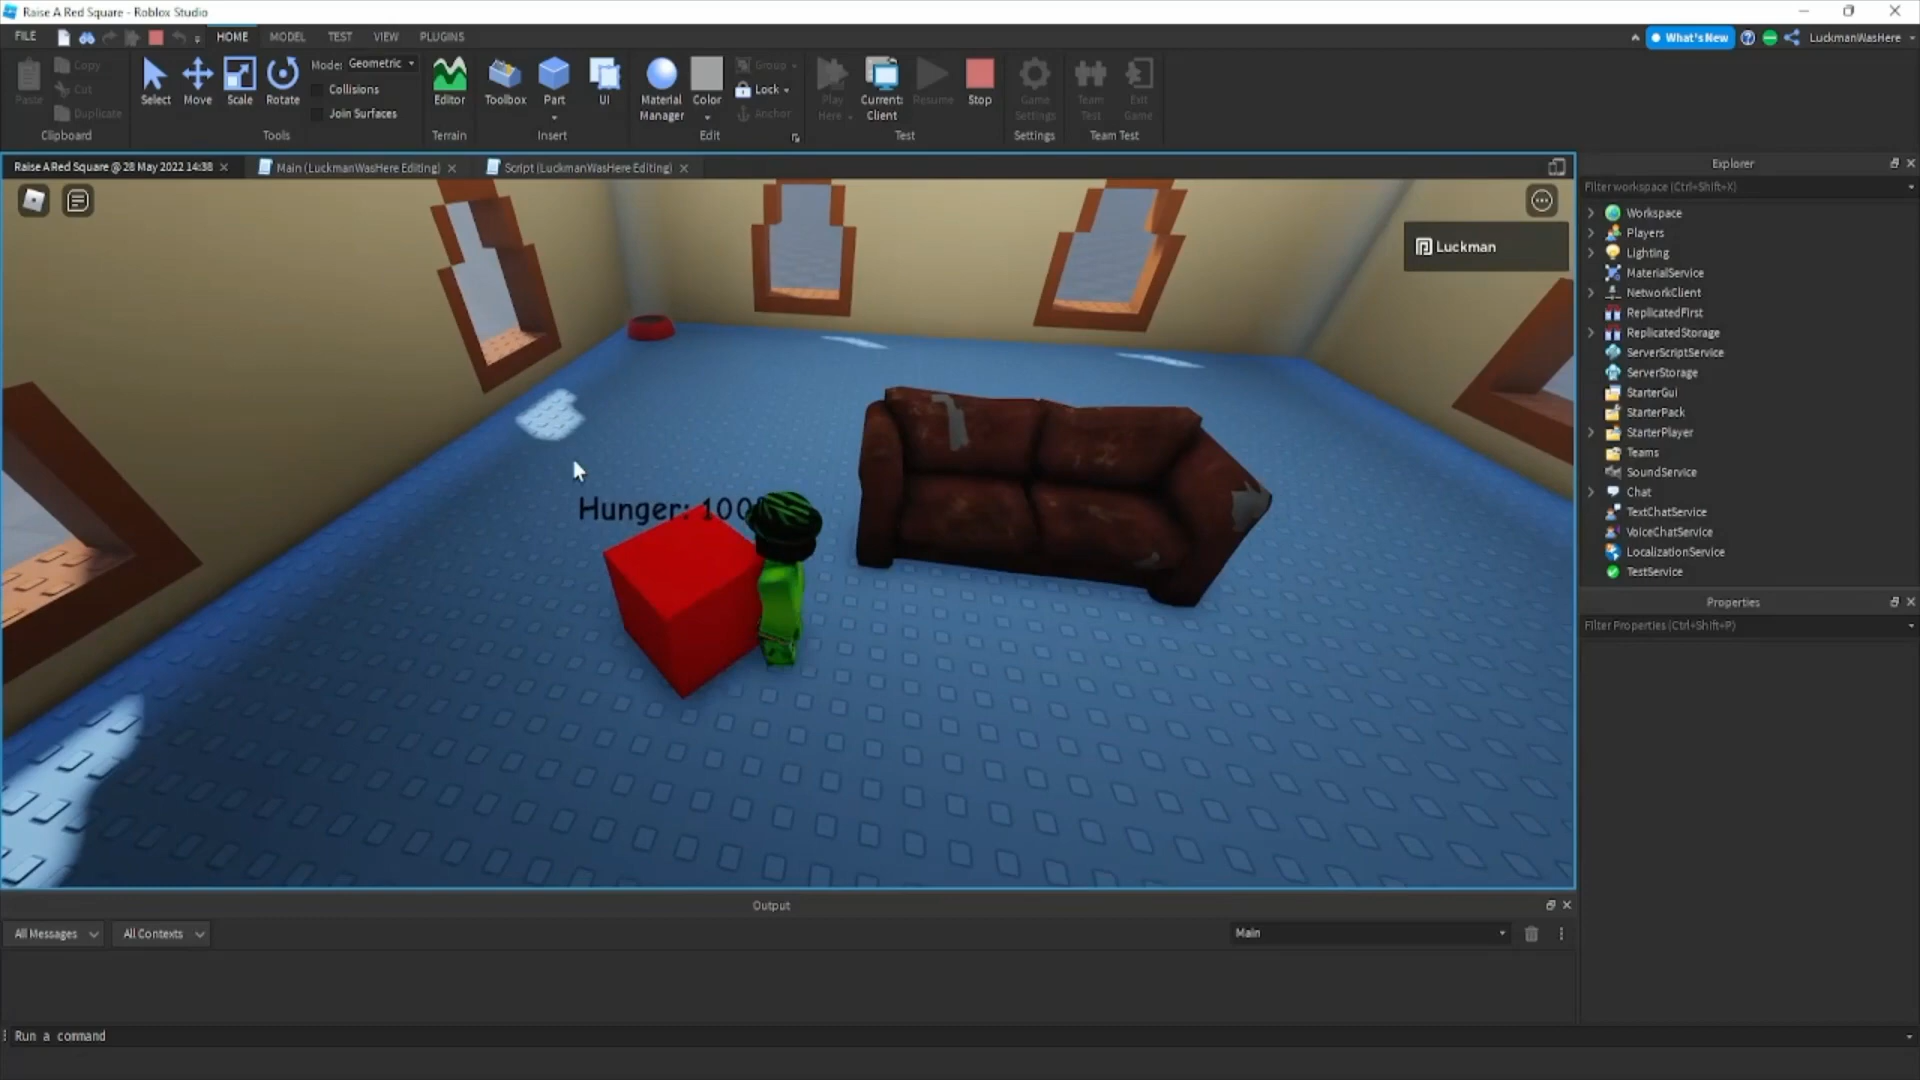 Raise A Red Square - Roblox Studio
FILE HOME MODEL TEST VIEW PLUGINS
What's New LuckmanWasHere
Paste
Copy
Cut
Duplicate
Clipboard
Select Move Scale Rotate
Mode: Geometric
Collisions
Join Surfaces
Tools
Editor
Terrain
Toolbox Part UI
Insert
Material Manager
Color
Group
Lock
Anchor
Edit
Play Here
Current: Client
Resume
Stop
Test
Game Settings
Settings
Team Test
Exit Game
Team Test
Raise A Red Square @ 28 May 2022 14:38
Main (LuckmanWasHere Editing)
Script (LuckmanWasHere Editing)
Luckman
Hunger: 100
Explorer
Filter workspace (Ctrl+Shift+X)
Workspace
Players
Lighting
MaterialService
NetworkClient
ReplicatedFirst
ReplicatedStorage
ServerScriptService
ServerStorage
StarterGui
StarterPack
StarterPlayer
Teams
SoundService
Chat
TextChatService
VoiceChatService
LocalizationService
TestService
Properties
Filter Properties (Ctrl+Shift+P)
Output
All Messages All Contexts Main
Run a command